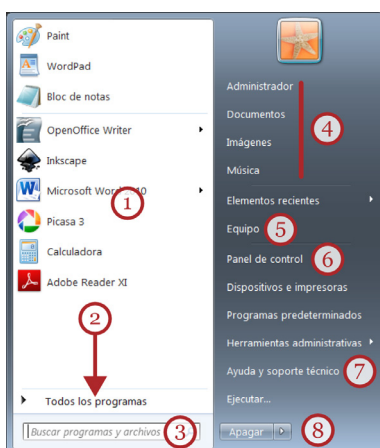 Paint
WordPad
Bloc de notas
OpenOffice Writer
Inkscape
Microsoft Word 10
1
Picasa 3
Calculadora
Adobe Reader XI
2
Todos los programas
Buscar programas y archivos
3
Administrador
Documentos
4
Imágenes
Música
Elementos recientes
Equipo
5
Panel de control
6
Dispositivos e impresoras
Programas predeterminados
Herramientas administrativas
Ayuda y soporte técnico
7
Ejecutar...
Apagar
8